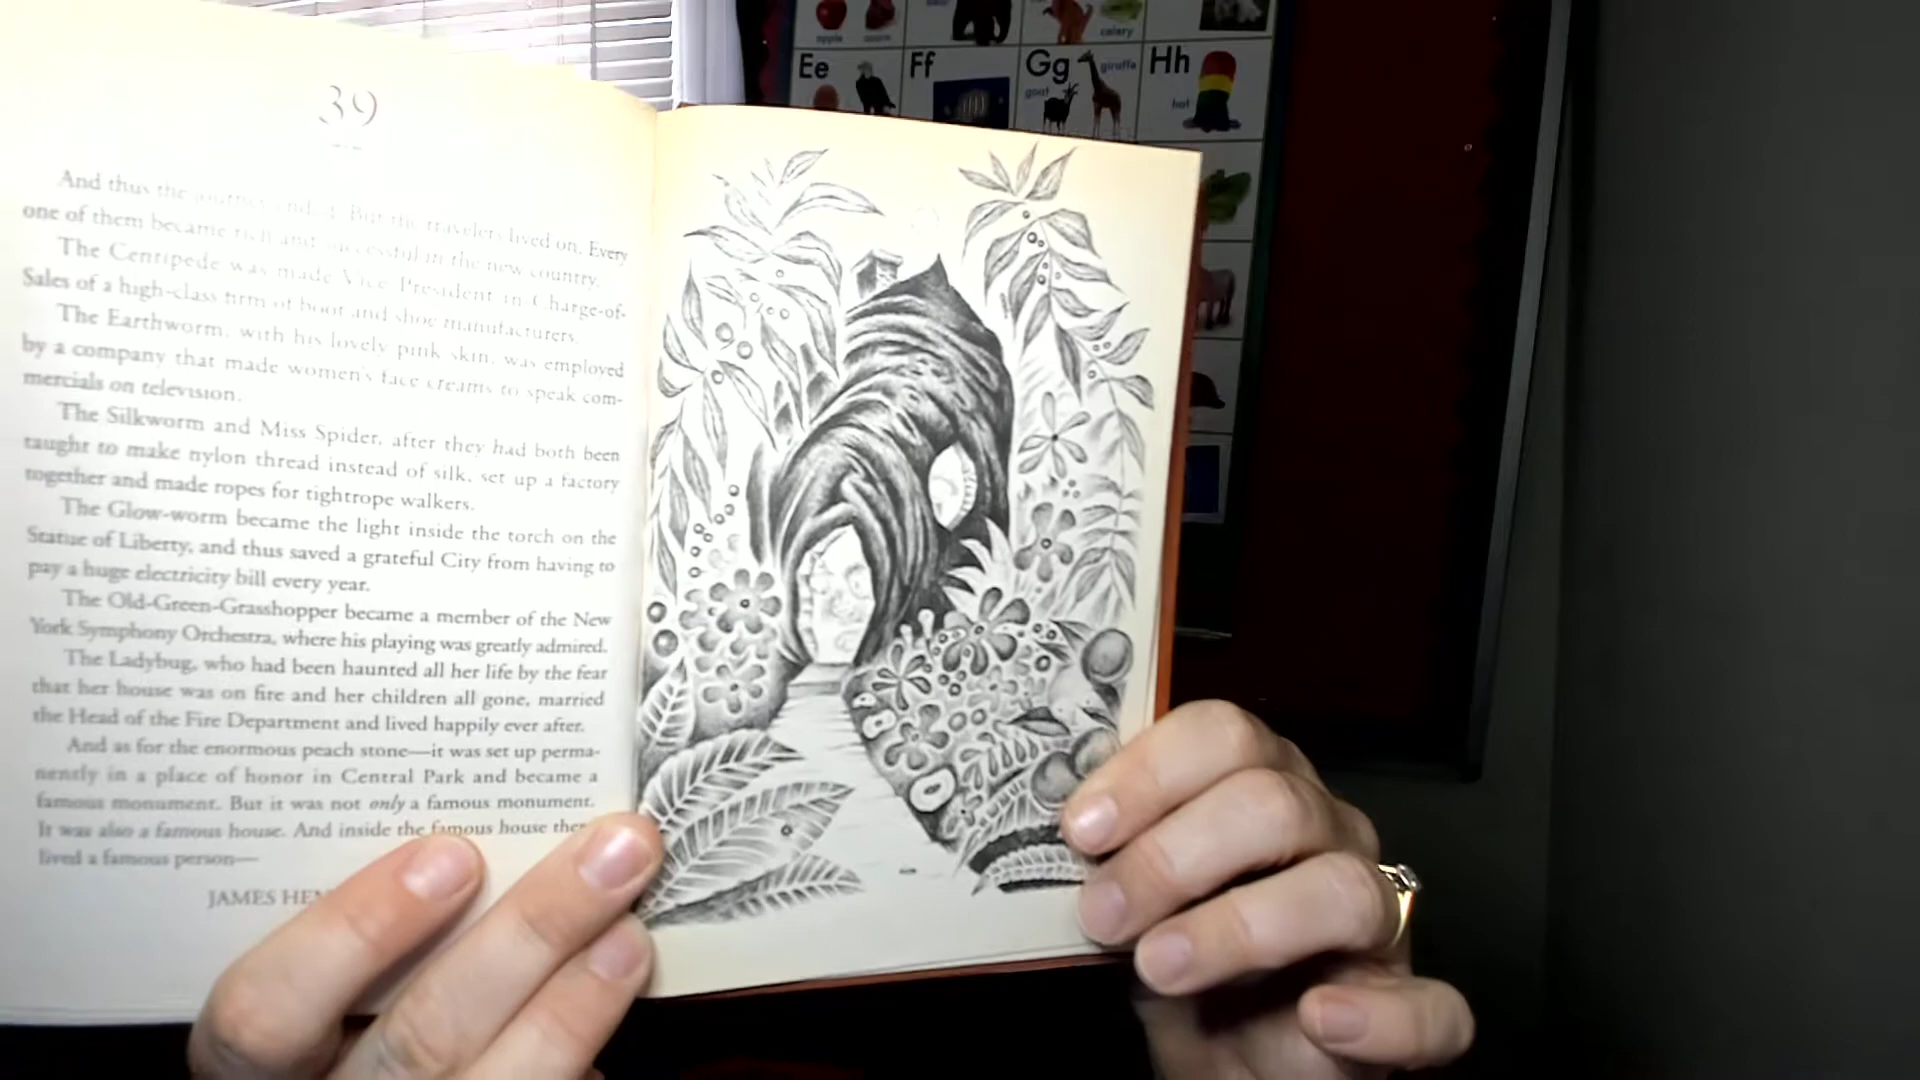 39
And thus the journey ended. But the travelers lived on. Every
one of them became rich and successful in the new country.
The Centipede was made Vice President in Charge-of-
Sales of a high-class firm of boot and shoe manufacturers.
The Earthworm, with his lovely pink skin, was employed
by a company that made women's face creams to speak com-
mercials on television.
The Silkworm and Miss Spider, after they had both been
taught to make nylon thread instead of silk, set up a factory
together and made ropes for tightrope walkers.
The Glow-worm became the light inside the torch on the
Statue of Liberty, and thus saved a grateful City from having to
pay a huge electricity bill every year.
The Old-Green-Grasshopper became a member of the New
York Symphony Orchestra, where his playing was greatly admired.
The Ladybug, who had been haunted all her life by the fear
that her house was on fire and her children all gone, married
the Head of the Fire Department and lived happily ever after.
And as for the enormous peach stone—it was set up perma-
nently in a place of honor in Central Park and became a
famous monument. But it was not only a famous monument.
It was also a famous house. And inside the famous house
lived a famous person—
JAMES
apple
celery
Ee
Ff
Gg
giraffe
goat
Hh
hat